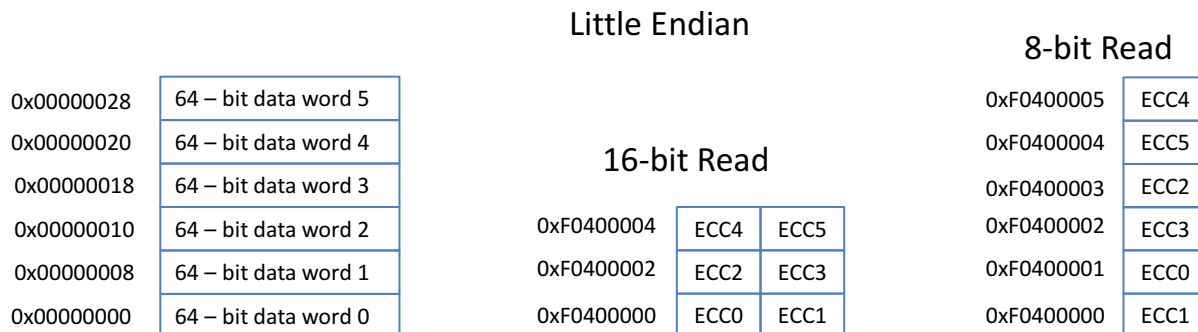 Little Endian
8-bit Read
0x00000028 64 – bit data word 5
0xF0400005 ECC4
0x00000020 64 – bit data word 4
0xF0400004 ECC5
16-bit Read
0x00000018 64 – bit data word 3
0xF0400003 ECC2
0x00000010 64 – bit data word 2
0xF0400004 ECC4 ECC5
0xF0400002 ECC3
0x00000008 64 – bit data word 1
0xF0400002 ECC2 ECC3
0xF0400001 ECC0
0x00000000 64 – bit data word 0
0xF0400000 ECC0 ECC1
0xF0400000 ECC1